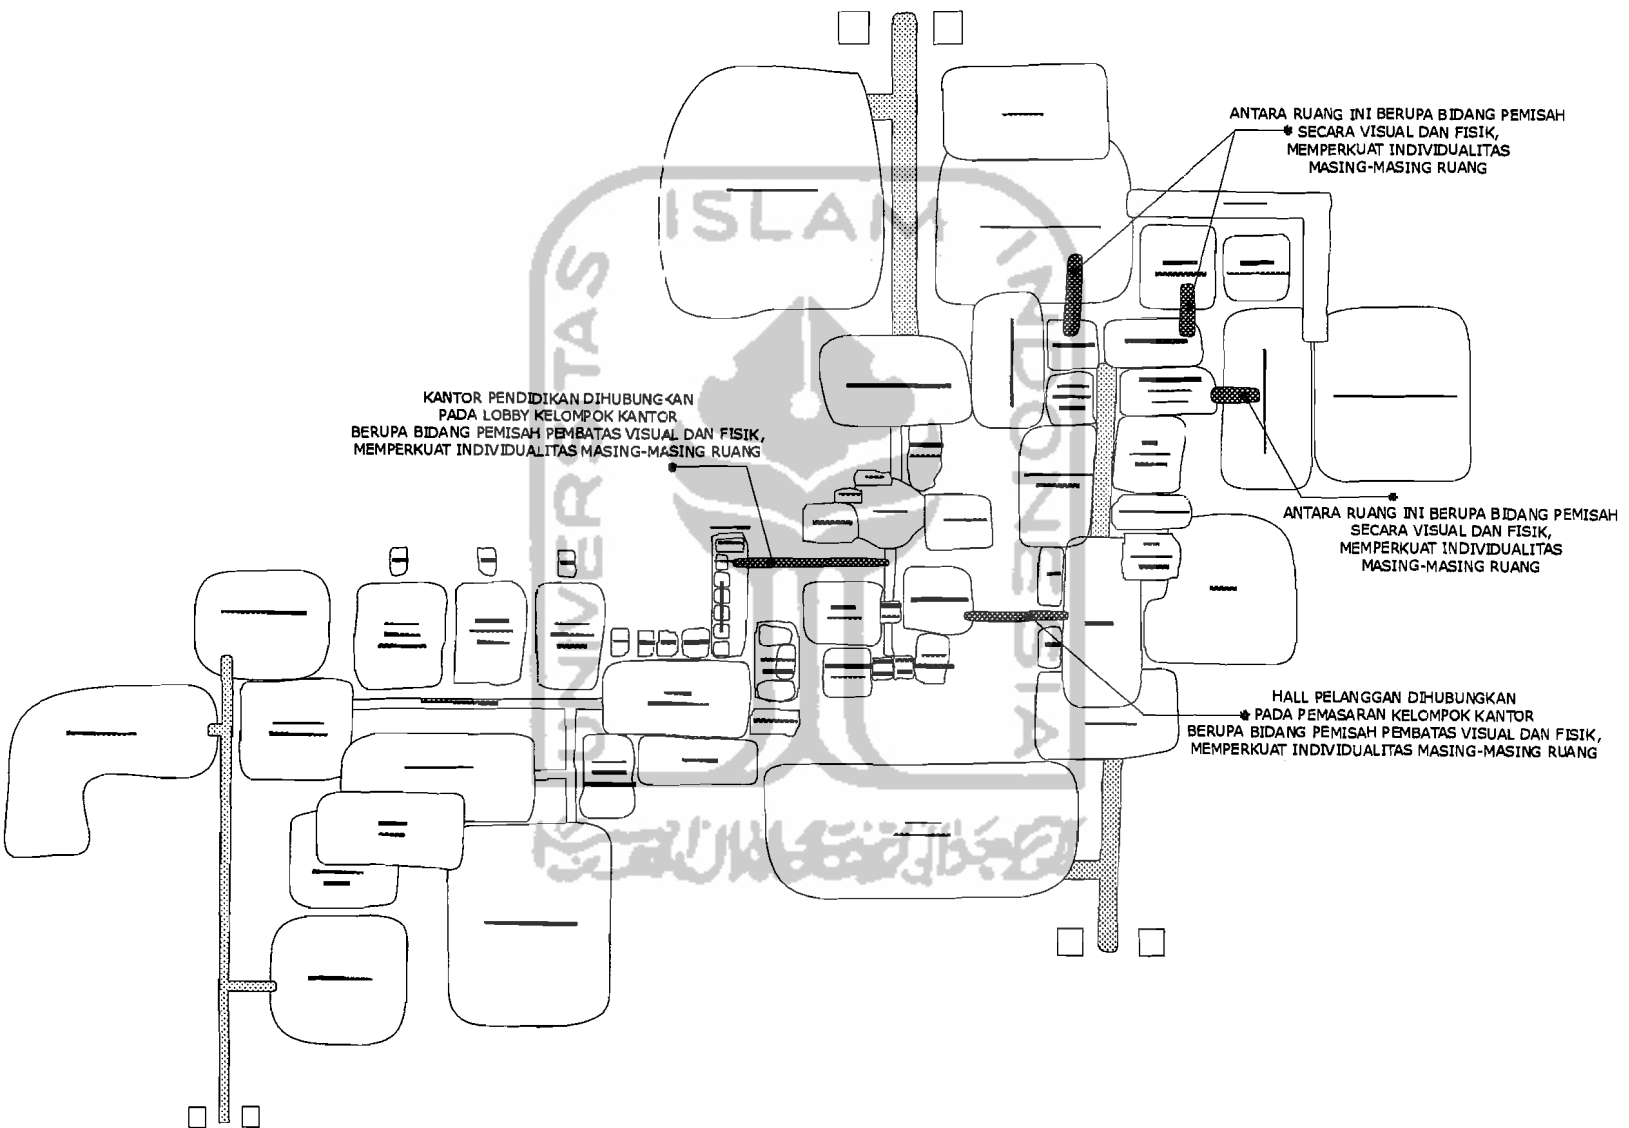 ANTARA RUANG INI BERUPA BIDANG PEMISAH
SECARA VISUAL DAN FISIK,
MEMPERKUAT INDIVIDUALITAS
MASING-MASING RUANG
KANTOR PENDIDIKAN DIHUBUNGKAN
PADA LOBBY KELOMPOK KANTOR
BERUPA BIDANG PEMISAH PEMBATAS VISUAL DAN FISIK,
MEMPERKUAT INDIVIDUALITAS MASING-MASING RUANG
ANTARA RUANG INI BERUPA BIDANG PEMISAH
SECARA VISUAL DAN FISIK,
MEMPERKUAT INDIVIDUALITAS
MASING-MASING RUANG
HALL PELANGGAN DIHUBUNGKAN
PADA PEMASARAN KELOMPOK KANTOR
BERUPA BIDANG PEMISAH PEMBATAS VISUAL DAN FISIK,
MEMPERKUAT INDIVIDUALITAS MASING-MASING RUANG
UNIVERSITAS
ISLAM
INDONESIA